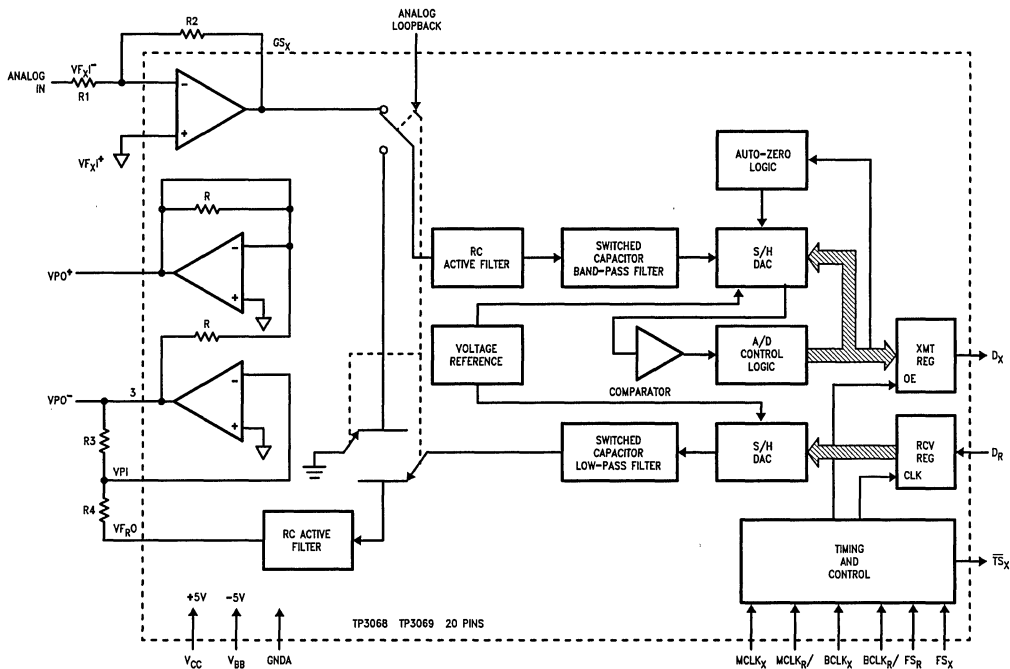 ANALOG
LOOPBACK
R2
GSX
ANALOG
IN
VFXI-
R1
VFXI+
-
+
AUTO-ZERO
LOGIC
R
VPO+
-
+
RC
ACTIVE FILTER
SWITCHED
CAPACITOR
BAND-PASS FILTER
S/H
DAC
R
VOLTAGE
REFERENCE
COMPARATOR
A/D
CONTROL
LOGIC
XMT
REG
OE
DX
VPO-
3
-
+
R3
VPI
R4
VFRO
SWITCHED
CAPACITOR
LOW-PASS FILTER
S/H
DAC
RCV
REG
CLK
DR
RC ACTIVE
FILTER
TIMING
AND
CONTROL
TSX
+5V
-5V
TP3068 TP3069 20 PINS
VCC
VBB
GNDA
MCLKX
MCLKR/
BCLKX
BCLKR/
FSR
FSX